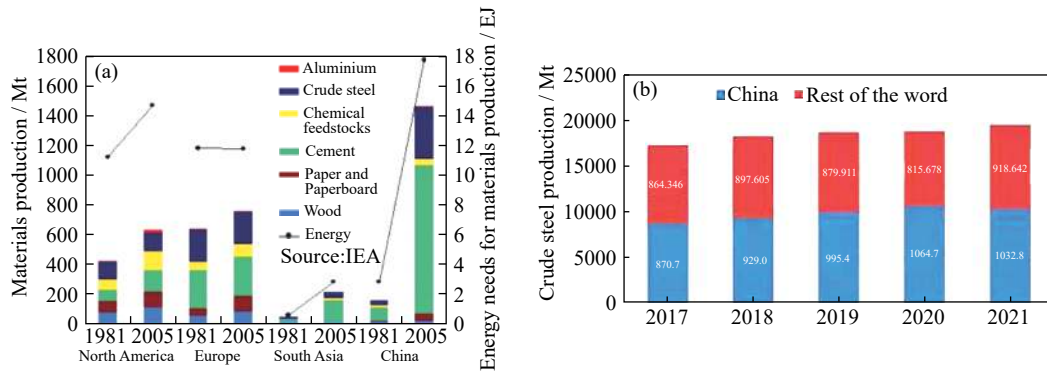 Materials production / Mt
1800
1600
1400
1200
1000
800
600
400
200
0
(a)
Aluminium
Crude steel
Chemical
feedstocks
Cement
Paper and
Paperboard
Wood
Energy
Source:IEA
18
16
14
12
10
8
6
4
2
0
Energy needs for materials production / EJ
1981 2005 1981 2005 1981 2005 1981 2005
North America Europe South Asia China
Crude steel production / Mt
25000
20000
15000
10000
5000
0
(b)
China Rest of the word
864.346 897.605 879.911 815.678 918.642
870.7 929.0 995.4 1064.7 1032.8
2017 2018 2019 2020 2021